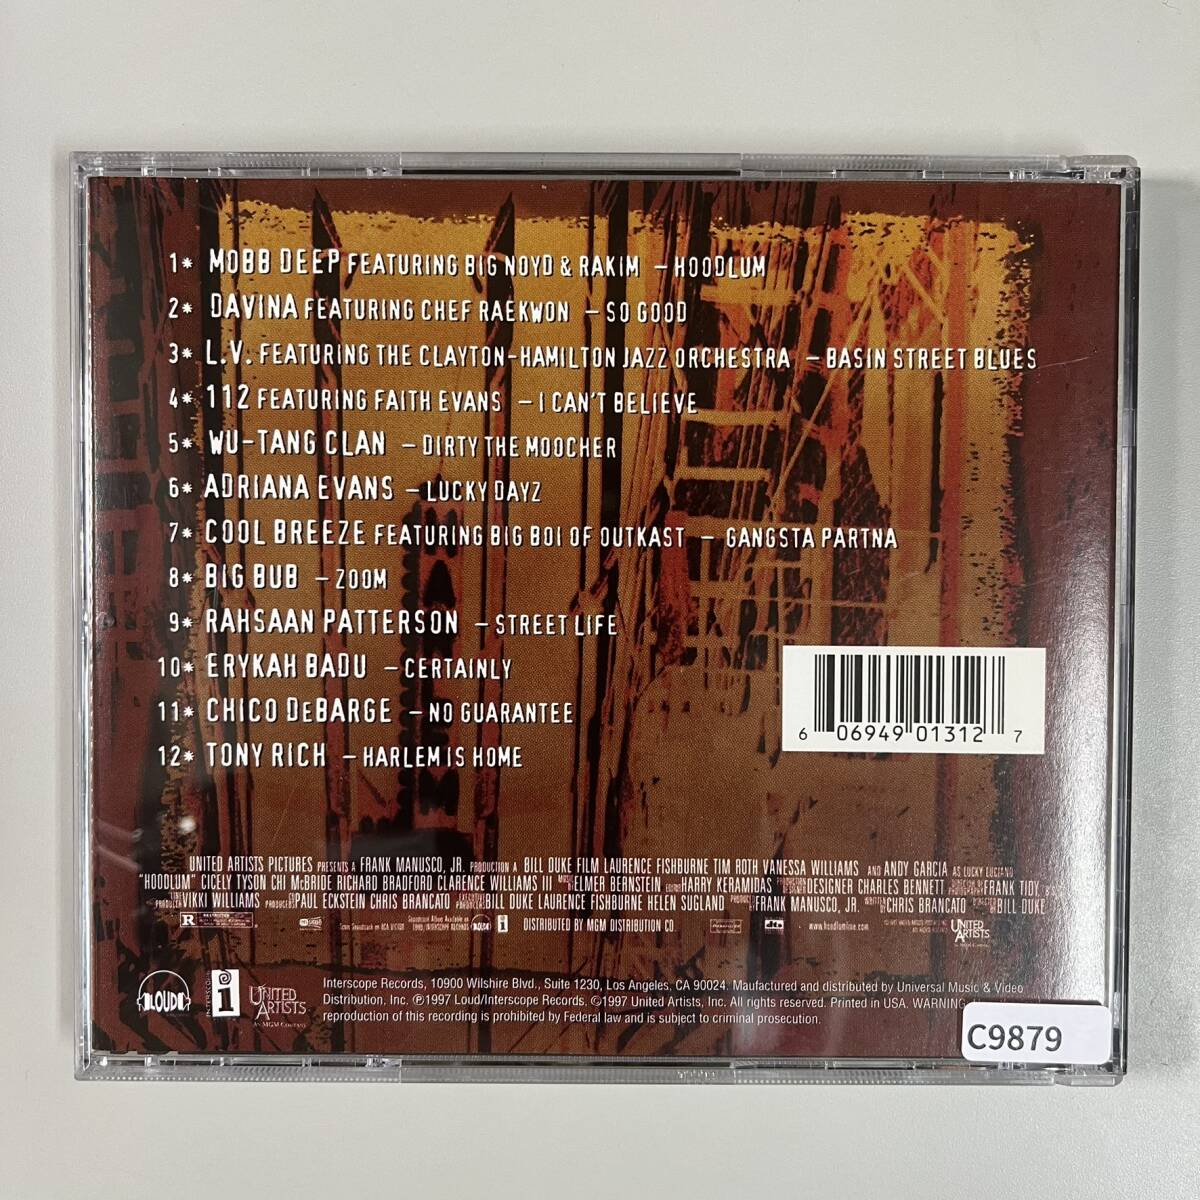 1* MOBB DEEP FEATURING BIG NOYD & RAKIM – HOODLUM
2* DAVINA FEATURING CHEF RAEKWON – SO GOOD
3* L.V. FEATURING THE CLAYTON-HAMILTON JAZZ ORCHESTRA – BASIN STREET BLUES
4* 112 FEATURING FAITH EVANS – I CAN'T BELIEVE
5* WU-TANG CLAN – DIRTY THE MOOCHER
6* ADRIANA EVANS – LUCKY DAYZ
7* COOL BREEZE FEATURING BIG BOI OF OUTKAST – GANGSTA PARTNA
8* BIG BUB – ZOOM
9* RAHSAAN PATTERSON – STREET LIFE
10* ERYKAH BADU – CERTAINLY
11* CHICO DEBARGE – NO GUARANTEE
12* TONY RICH – HARLEM IS HOME
6 06949 01312 7
UNITED ARTISTS PICTURES PRESENTS A FRANK MANUSCO, JR. PRODUCTION A BILL DUKE FILM LAURENCE FISHBURNE TIM ROTH VANESSA WILLIAMS AND ANDY GARCIA AS LUCKY LUCIANO
"HOODLUM" CICELY TYSON CHI McBRIDE RICHARD BRADFORD CLARENCE WILLIAMS III ELMER BERNSTEIN HARRY KERAMIDAS DESIGNER CHARLES BENNETT FRANK TIDY
VIKKI WILLIAMS PAUL ECKSTEIN CHRIS BRANCATO BILL DUKE LAURENCE FISHBURNE HELEN SUGLAND FRANK MANUSCO, JR. CHRIS BRANCATO BILL DUKE
R RESTRICTED DISTRIBUTED BY MGM DISTRIBUTION CO. dts UNITED ARTISTS
LOUD INTERSCOPE i UNITED ARTISTS AN MGM COMPANY
Interscope Records, 10900 Wilshire Blvd., Suite 1230, Los Angeles, CA 90024. Maufactured and distributed by Universal Music & Video
Distribution, Inc. ℗1997 Loud/Interscope Records, ©1997 United Artists, Inc. All rights reserved. Printed in USA. WARNING
reproduction of this recording is prohibited by Federal law and is subject to criminal prosecution.
C9879